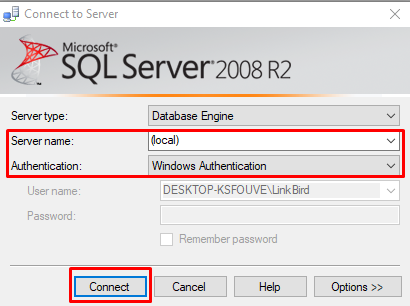 Connect to Server
Microsoft®
SQL Server® 2008 R2
Server type: Database Engine
Server name: (local)
Authentication: Windows Authentication
User name: DESKTOP-KSFOUVE\LinkBird
Password:
Remember password
Connect Cancel Help Options >>